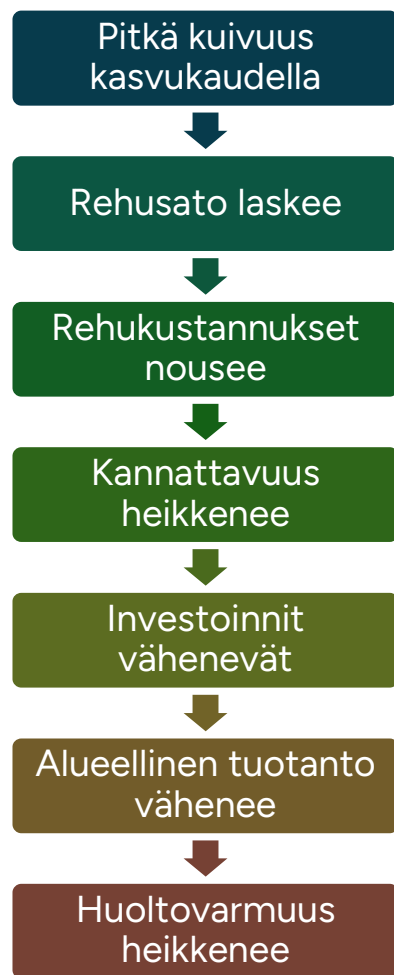 Pitkä kuivuus
kasvukaudella
Rehusato laskee
Rehukustannukset
nousee
Kannattavuus
heikkenee
Investoinnit
vähenevät
Alueellinen tuotanto
vähenee
Huoltovarmuus
heikkenee